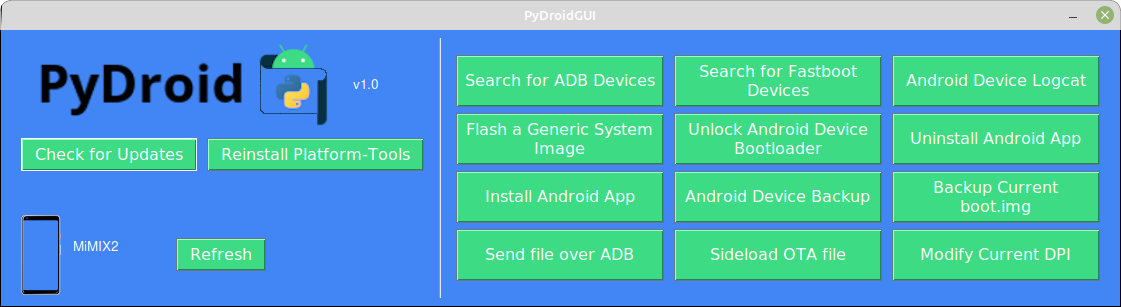 PyDroidGUI
PyDroid
v1.0
Check for Updates
Reinstall Platform-Tools
MiMIX2
Refresh
Search for ADB Devices
Search for Fastboot
Devices
Android Device Logcat
Flash a Generic System
Image
Unlock Android Device
Bootloader
Uninstall Android App
Install Android App
Android Device Backup
Backup Current
boot.img
Send file over ADB
Sideload OTA file
Modify Current DPI